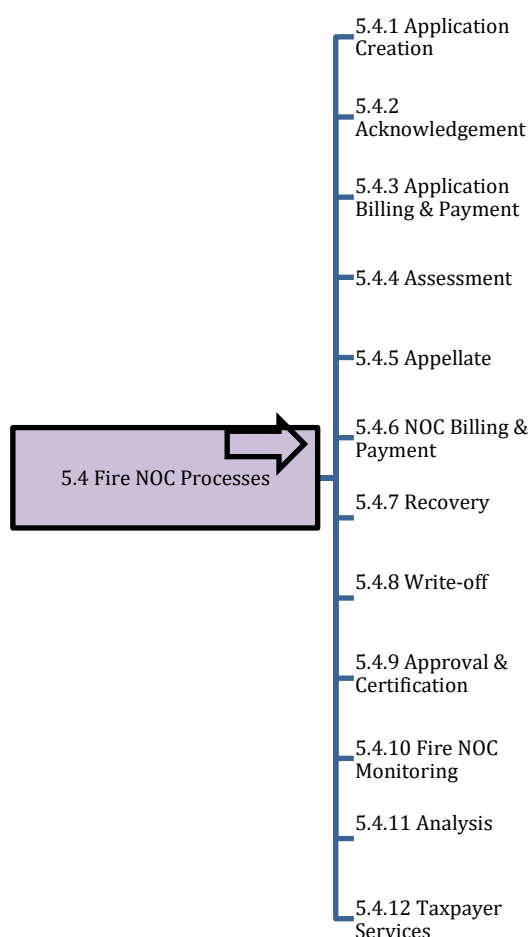 5.4.1 Application
Creation
5.4.2
Acknowledgement
5.4.3 Application
Billing & Payment
5.4.4 Assessment
5.4.5 Appellate
5.4.6 NOC Billing &
Payment
5.4 Fire NOC Processes
5.4.7 Recovery
5.4.8 Write-off
5.4.9 Approval &
Certification
5.4.10 Fire NOC
Monitoring
5.4.11 Analysis
5.4.12 Taxpayer
Services